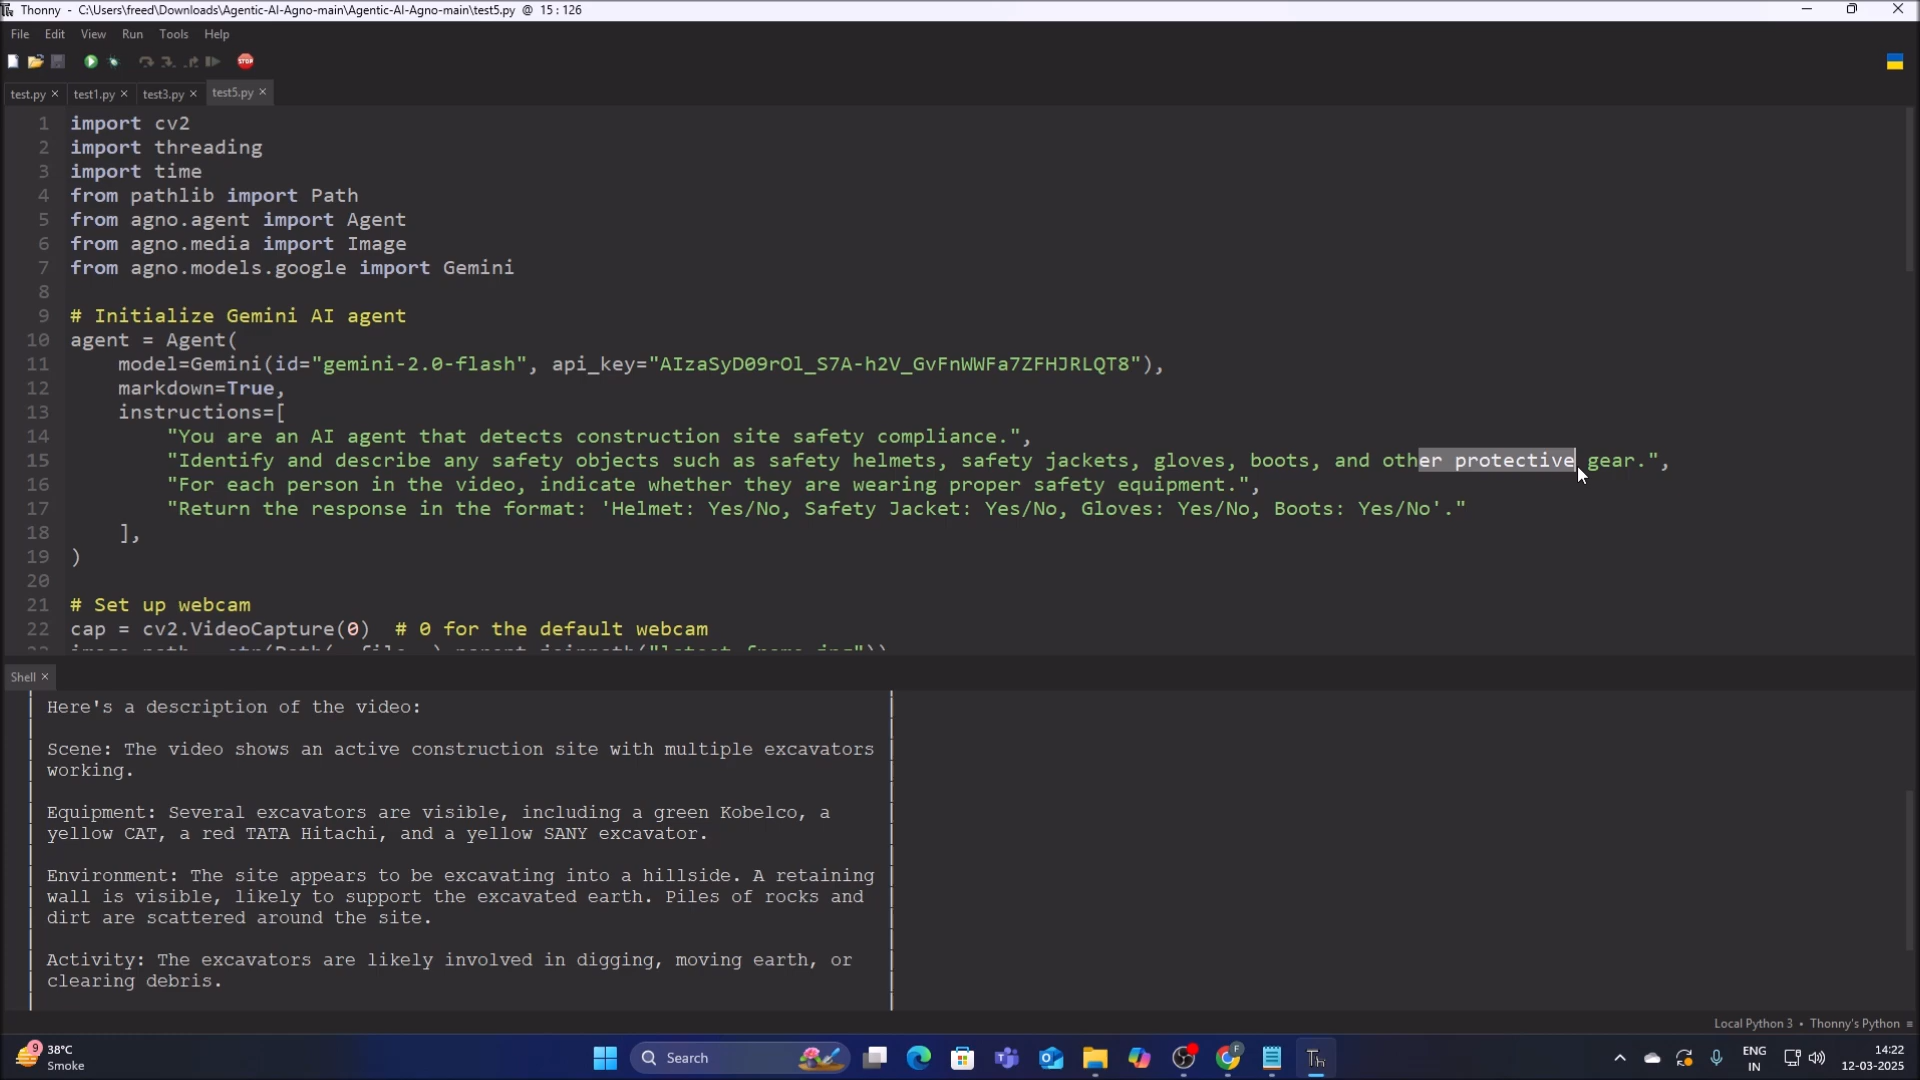 Thonny - C:\Users\freed\Downloads\Agentic-AI-Agno-main\Agentic-AI-Agno-main\test5.py @ 15 : 126
File Edit View Run Tools Help
STOP
test.py × test1.py × test3.py × test5.py ×
1 import cv2
2 import threading
3 import time
4 from pathlib import Path
5 from agno.agent import Agent
6 from agno.media import Image
7 from agno.models.google import Gemini
8
9 # Initialize Gemini AI agent
10 agent = Agent(
11 model=Gemini(id="gemini-2.0-flash", api_key="AIzaSyD09rOl_S7A-h2V_GvFnWWFa7ZFHJRLQT8"),
12 markdown=True,
13 instructions=[
14 "You are an AI agent that detects construction site safety compliance.",
15 "Identify and describe any safety objects such as safety helmets, safety jackets, gloves, boots, and other protective gear.",
16 "For each person in the video, indicate whether they are wearing proper safety equipment.",
17 "Return the response in the format: 'Helmet: Yes/No, Safety Jacket: Yes/No, Gloves: Yes/No, Boots: Yes/No'."
18 ],
19 )
20
21 # Set up webcam
22 cap = cv2.VideoCapture(0) # 0 for the default webcam
Shell ×
Here's a description of the video:
Scene: The video shows an active construction site with multiple excavators
working.
Equipment: Several excavators are visible, including a green Kobelco, a
yellow CAT, a red TATA Hitachi, and a yellow SANY excavator.
Environment: The site appears to be excavating into a hillside. A retaining
wall is visible, likely to support the excavated earth. Piles of rocks and
dirt are scattered around the site.
Activity: The excavators are likely involved in digging, moving earth, or
clearing debris.
Local Python 3 • Thonny's Python ≡
9 38°C
Smoke
Search
F
Th
ENG
IN
14:22
12-03-2025